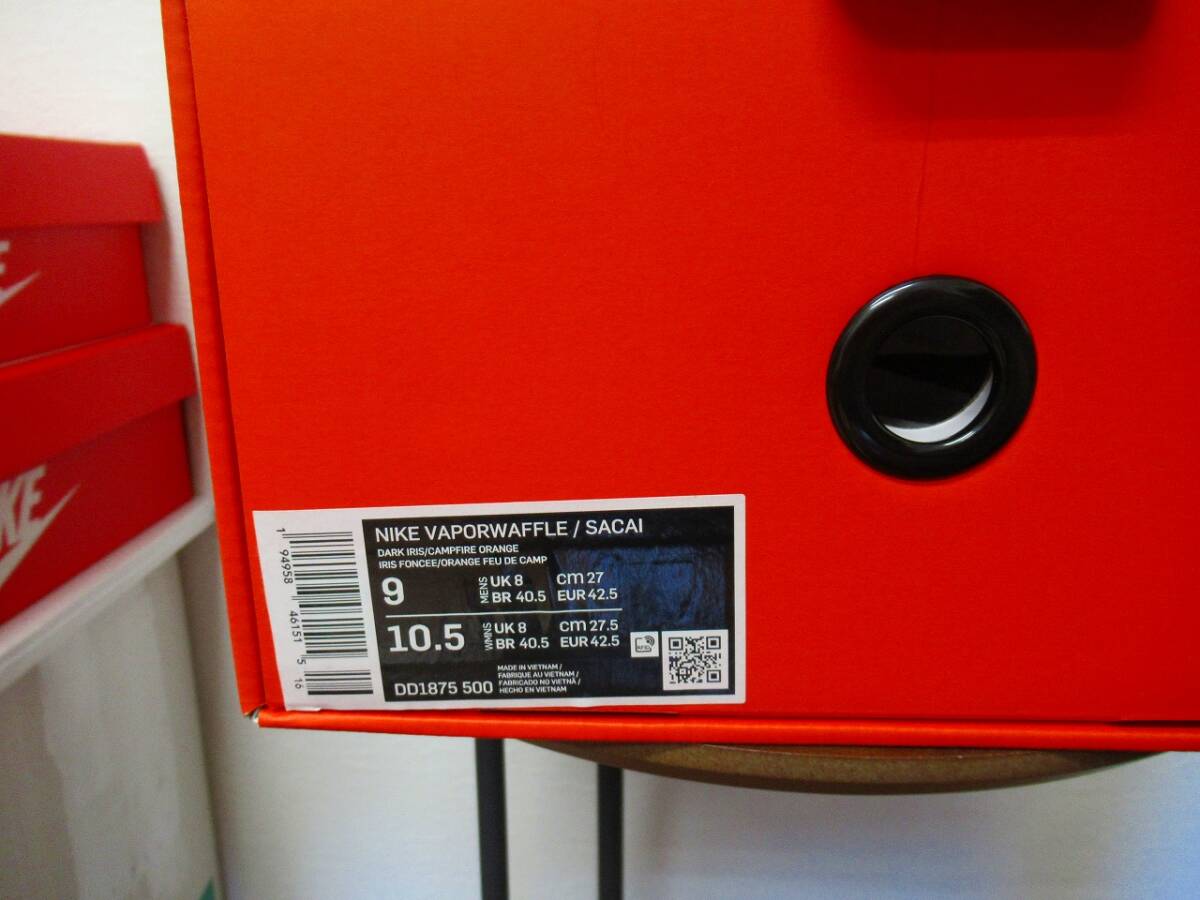 NIKE VAPORWAFFLE / SACAI
DARK IRIS/CAMPFIRE ORANGE
IRIS FONCEE/ORANGE FEU DE CAMP
9 MENS UK 8 cm 27
BR 40.5 EUR 42.5
10.5 WMNS UK 8 cm 27.5
BR 40.5 EUR 42.5
MADE IN VIETNAM /
FABRIQUE AU VIETNAM /
FABRICADO NO VIETNÃ /
HECHO EN VIETNAM
DD1875 500
1 94958 46151 5 16
RFID